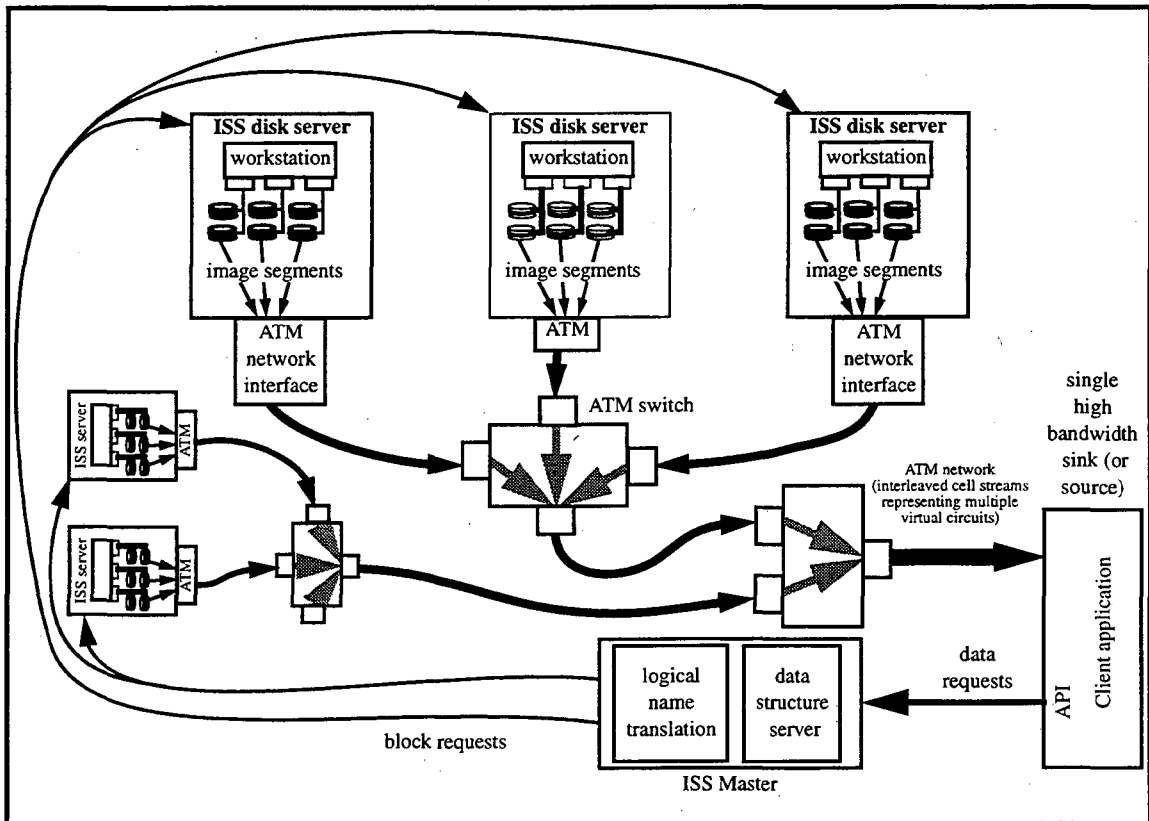 ISS disk server
workstation
image segments
ATM
network
interface
ISS disk server
workstation
image segments
ATM
ISS disk server
workstation
image segments
ATM
network
interface
ATM switch
ISS server
ATM
ISS server
ATM
ATM network
(interleaved cell streams
representing multiple
virtual circuits)
single
high
bandwidth
sink (or
source)
API
Client application
data
requests
logical
name
translation
data
structure
server
ISS Master
block requests